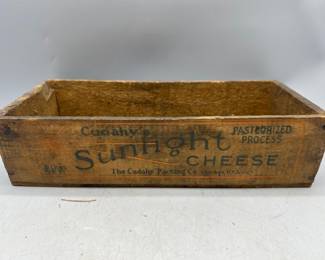 Cudahy's
PASTEURIZED
PROCESS
Sunlight
CHEESE
The Cudahy Packing Co.